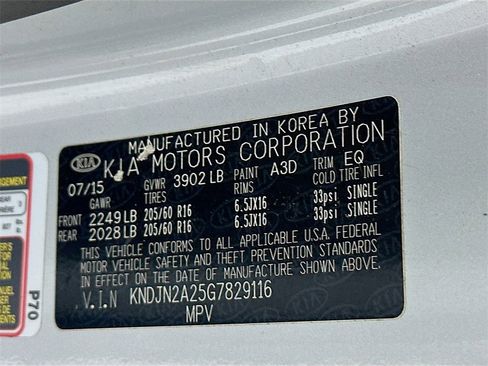 MANUFACTURED IN KOREA BY
KIA KIA MOTORS CORPORATION
07/15 GVWR 3902 LB PAINT A3D TRIM EQ
GAWR TIRES RIMS COLD TIRE INFL
FRONT 2249 LB 205/60 R16 6.5JX16 33psi SINGLE
REAR 2028 LB 205/60 R16 6.5JX16 33psi SINGLE
THIS VEHICLE CONFORMS TO ALL APPLICABLE U.S.A. FEDERAL
MOTOR VEHICLE SAFETY AND THEFT PREVENTION STANDARDS
IN EFFECT ON THE DATE OF MANUFACTURE SHOWN ABOVE.
V.I.N KNDJN2A25G7829116
MPV
P70